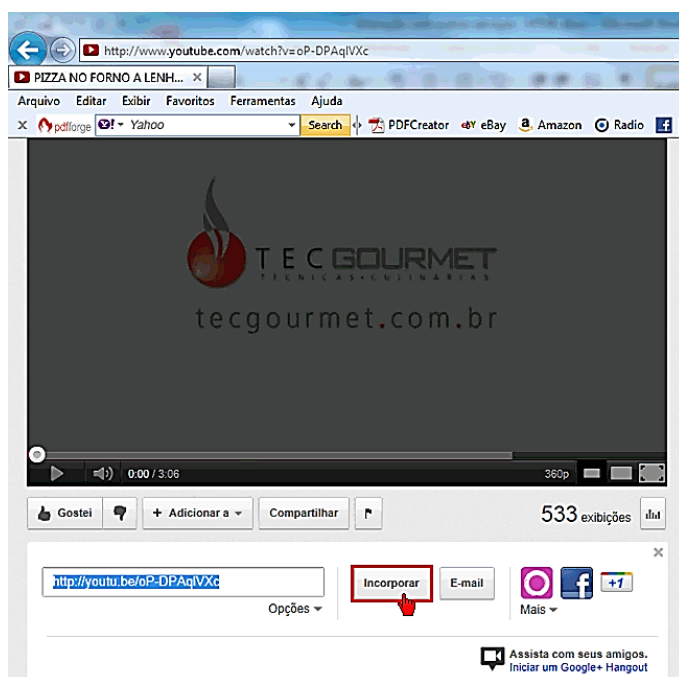 http://www.youtube.com/watch?v=oP-DPAqlVXc
PIZZA NO FORNO A LENH... ×
Arquivo Editar Exibir Favoritos Ferramentas Ajuda
× pdfforge Yahoo Search PDFCreator eBay Amazon Radio
TEC GOURMET
TÉCNICAS•CULINÁRIAS
tecgourmet.com.br
0:00 / 3:06 360p
Gostei + Adicionar a Compartilhar 533 exibições
http://youtu.be/oP-DPAqlVXc Incorporar E-mail +1
Opções Mais
Assista com seus amigos.
Iniciar um Google+ Hangout